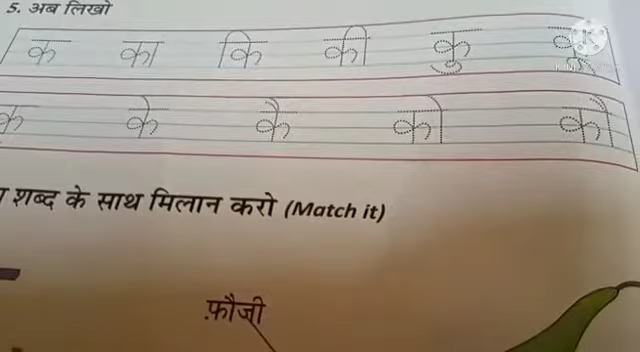 5. अब लिखो
क का कि की कु कू
के कै को कौ
शब्द के साथ मिलान करो (Match it)
फ़ौजी